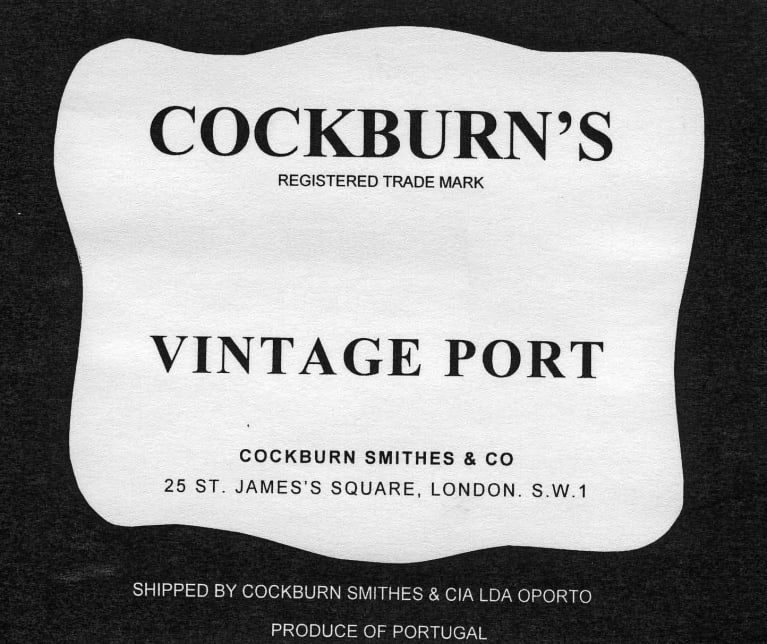 COCKBURN'S
REGISTERED TRADE MARK
VINTAGE PORT
COCKBURN SMITHES & CO
25 ST. JAMES'S SQUARE, LONDON. S.W.1
SHIPPED BY COCKBURN SMITHES & CIA LDA OPORTO
PRODUCE OF PORTUGAL